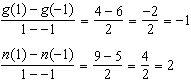 g(1) − g(−1) / 1 − −1 = 4 − 6 / 2 = −2 / 2 = −1
n(1) − n(−1) / 1 − −1 = 9 − 5 / 2 = 4 / 2 = 2